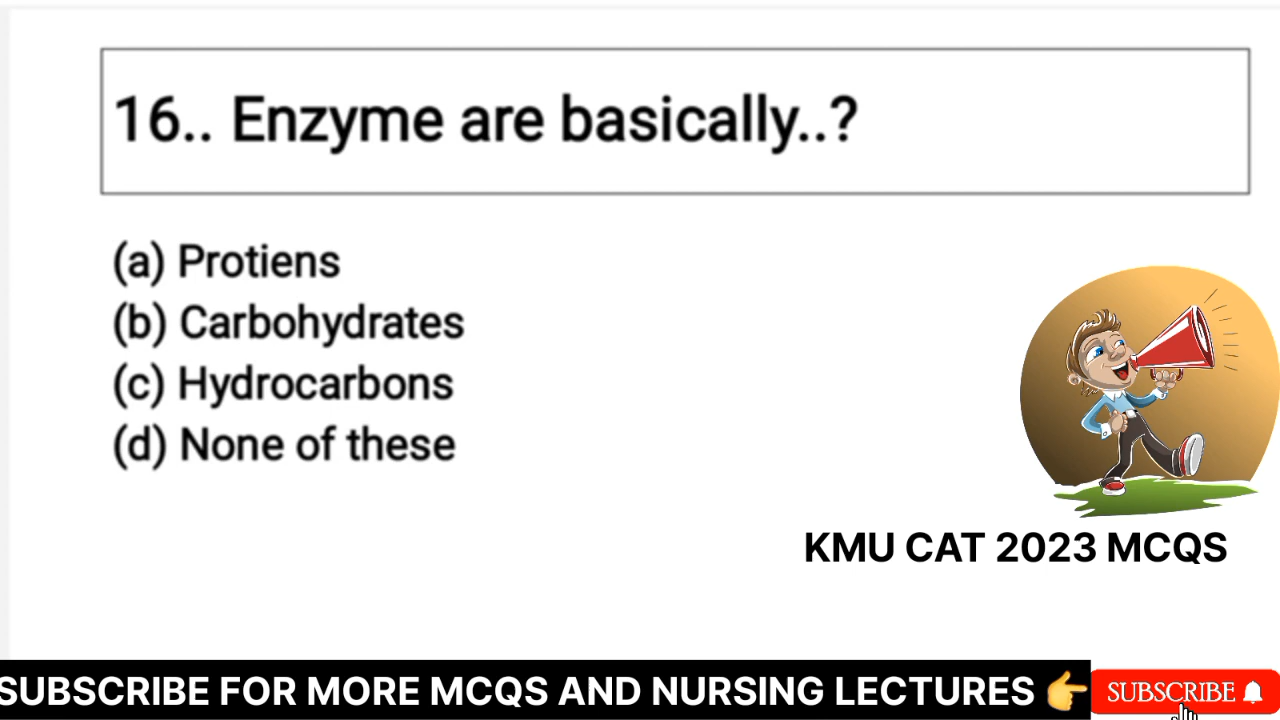 16.. Enzyme are basically..?
(a) Protiens
(b) Carbohydrates
(c) Hydrocarbons
(d) None of these
KMU CAT 2023 MCQS
SUBSCRIBE FOR MORE MCQS AND NURSING LECTURES 👉 SUBSCRIBE